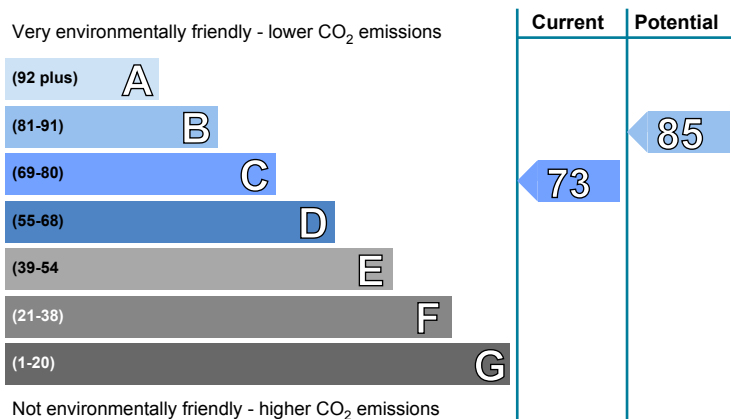 Very environmentally friendly - lower CO2 emissions
Current
Potential
(92 plus) A
(81-91) B
(69-80) C
(55-68) D
(39-54 E
(21-38) F
(1-20) G
73
85
Not environmentally friendly - higher CO2 emissions